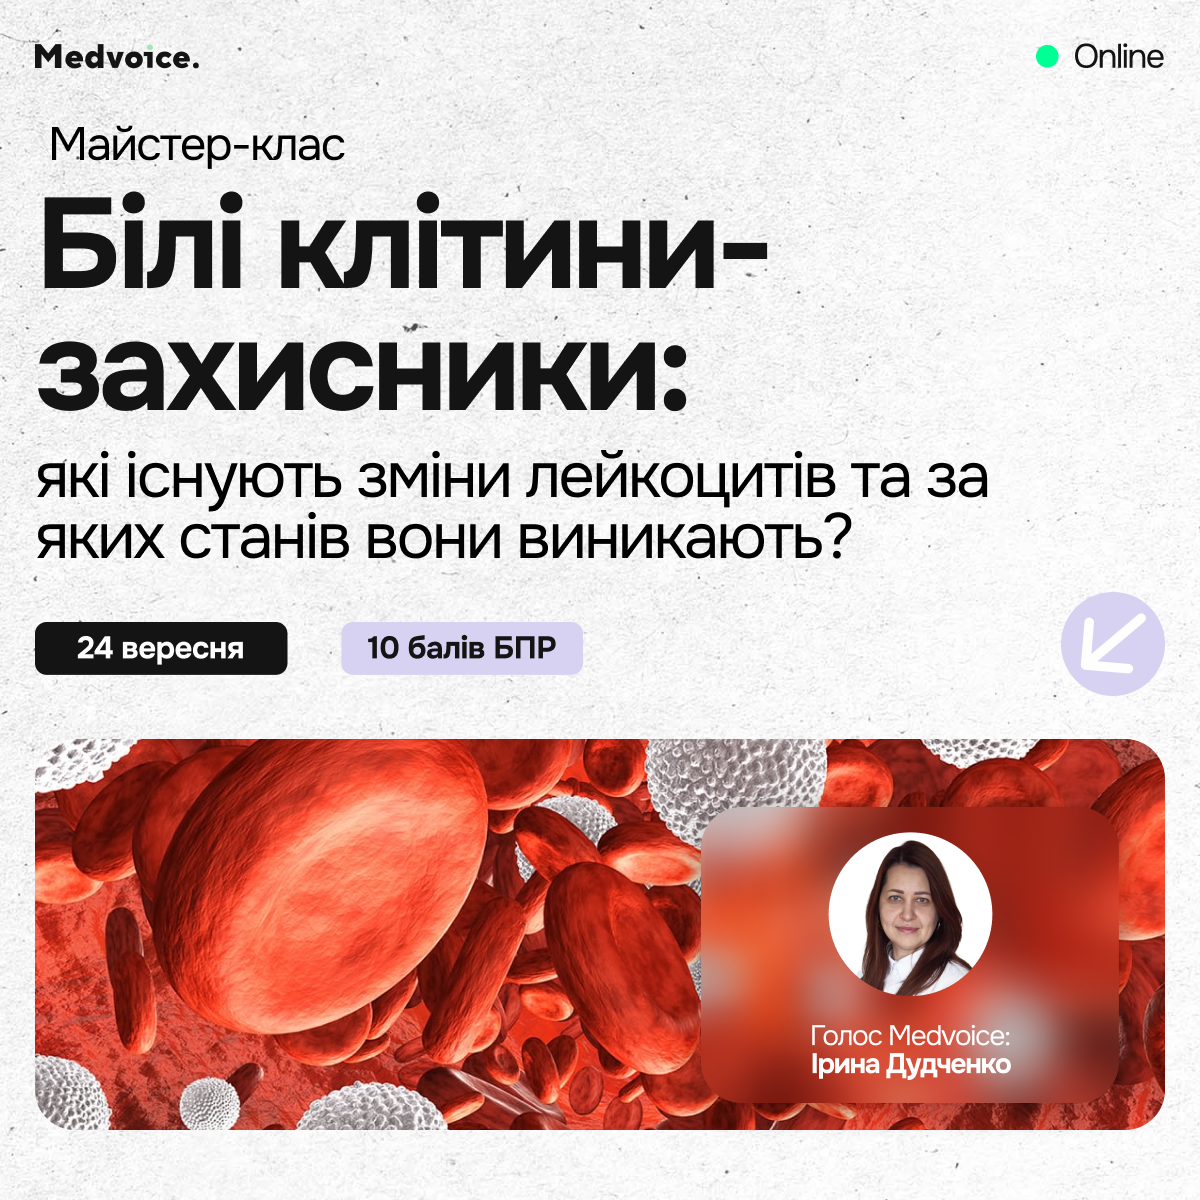 Medvoice.
Online
Майстер-клас
Білі клітини-
захисники:
які існують зміни лейкоцитів та за
яких станів вони виникають?
24 вересня
10 балів БПР
Голос Medvoice:
Ірина Дудченко